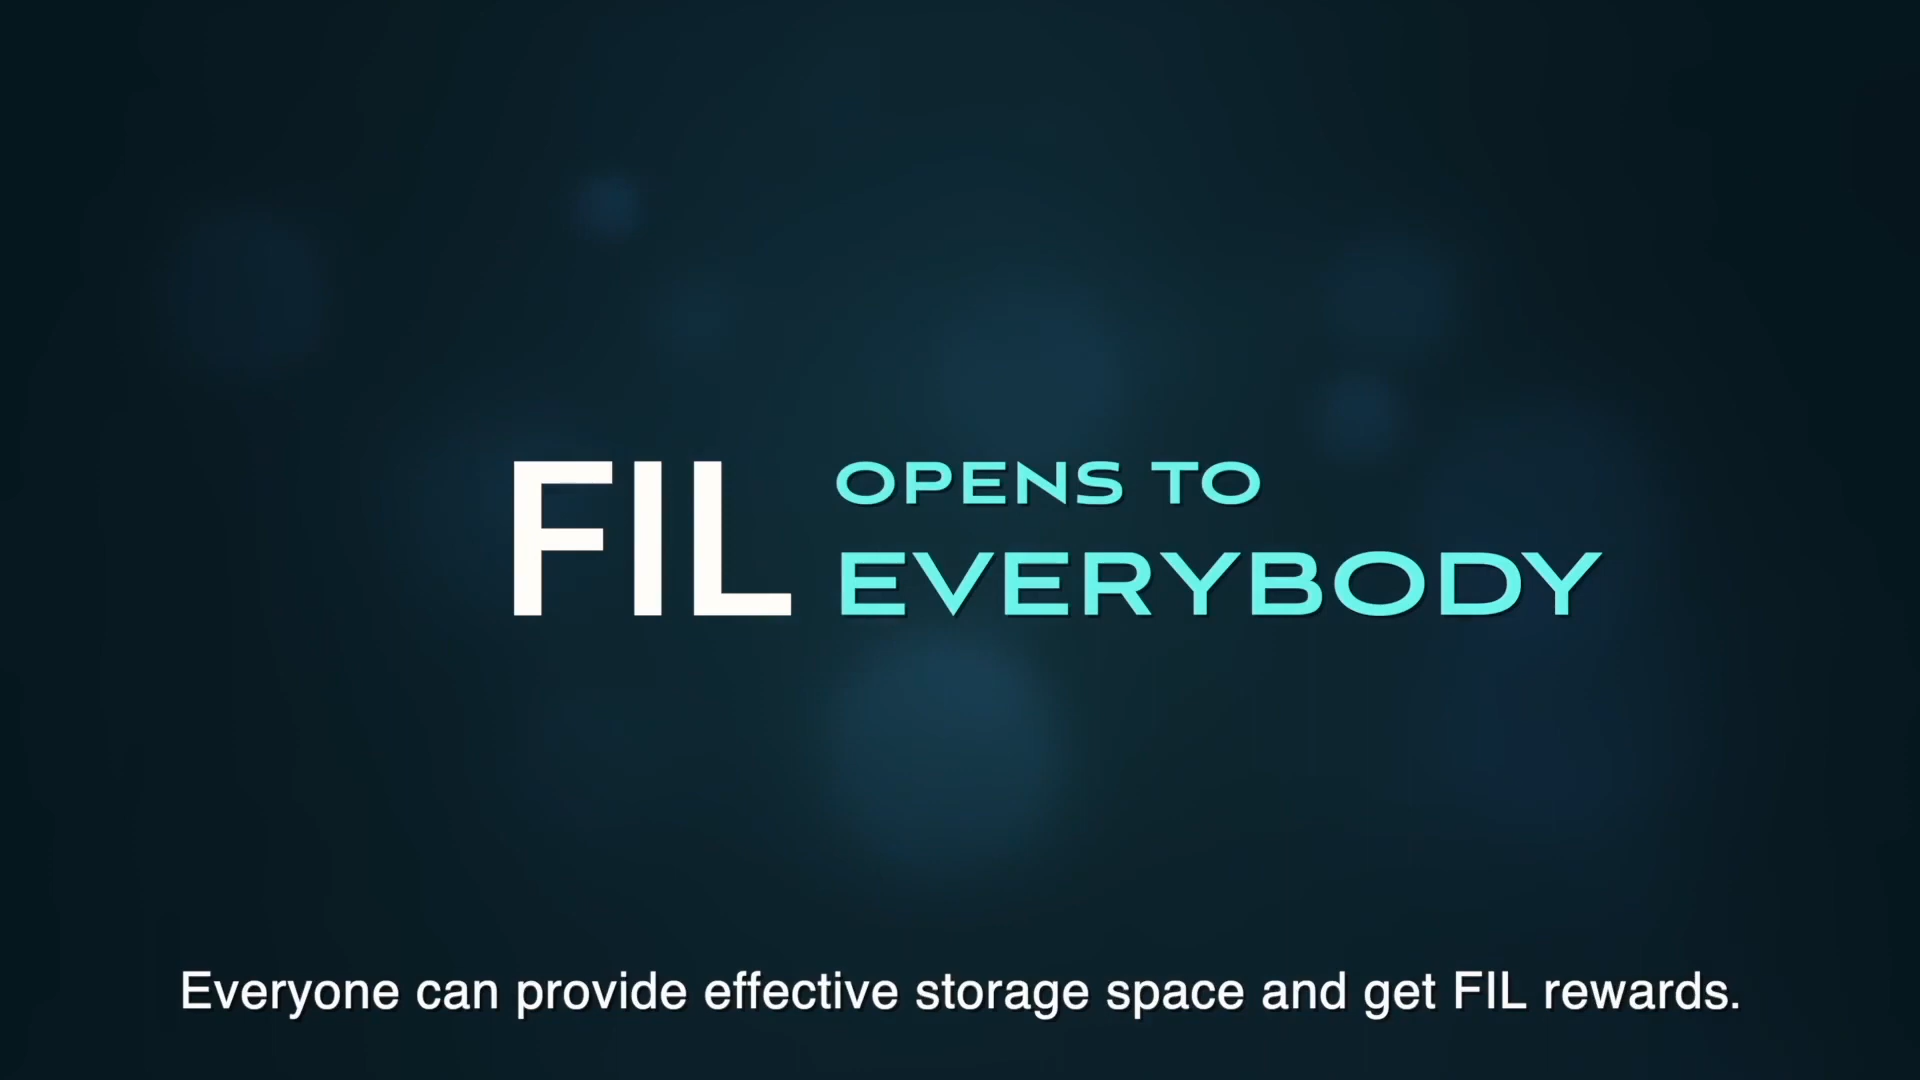 FIL
OPENS TO
EVERYBODY
Everyone can provide effective storage space and get FIL rewards.